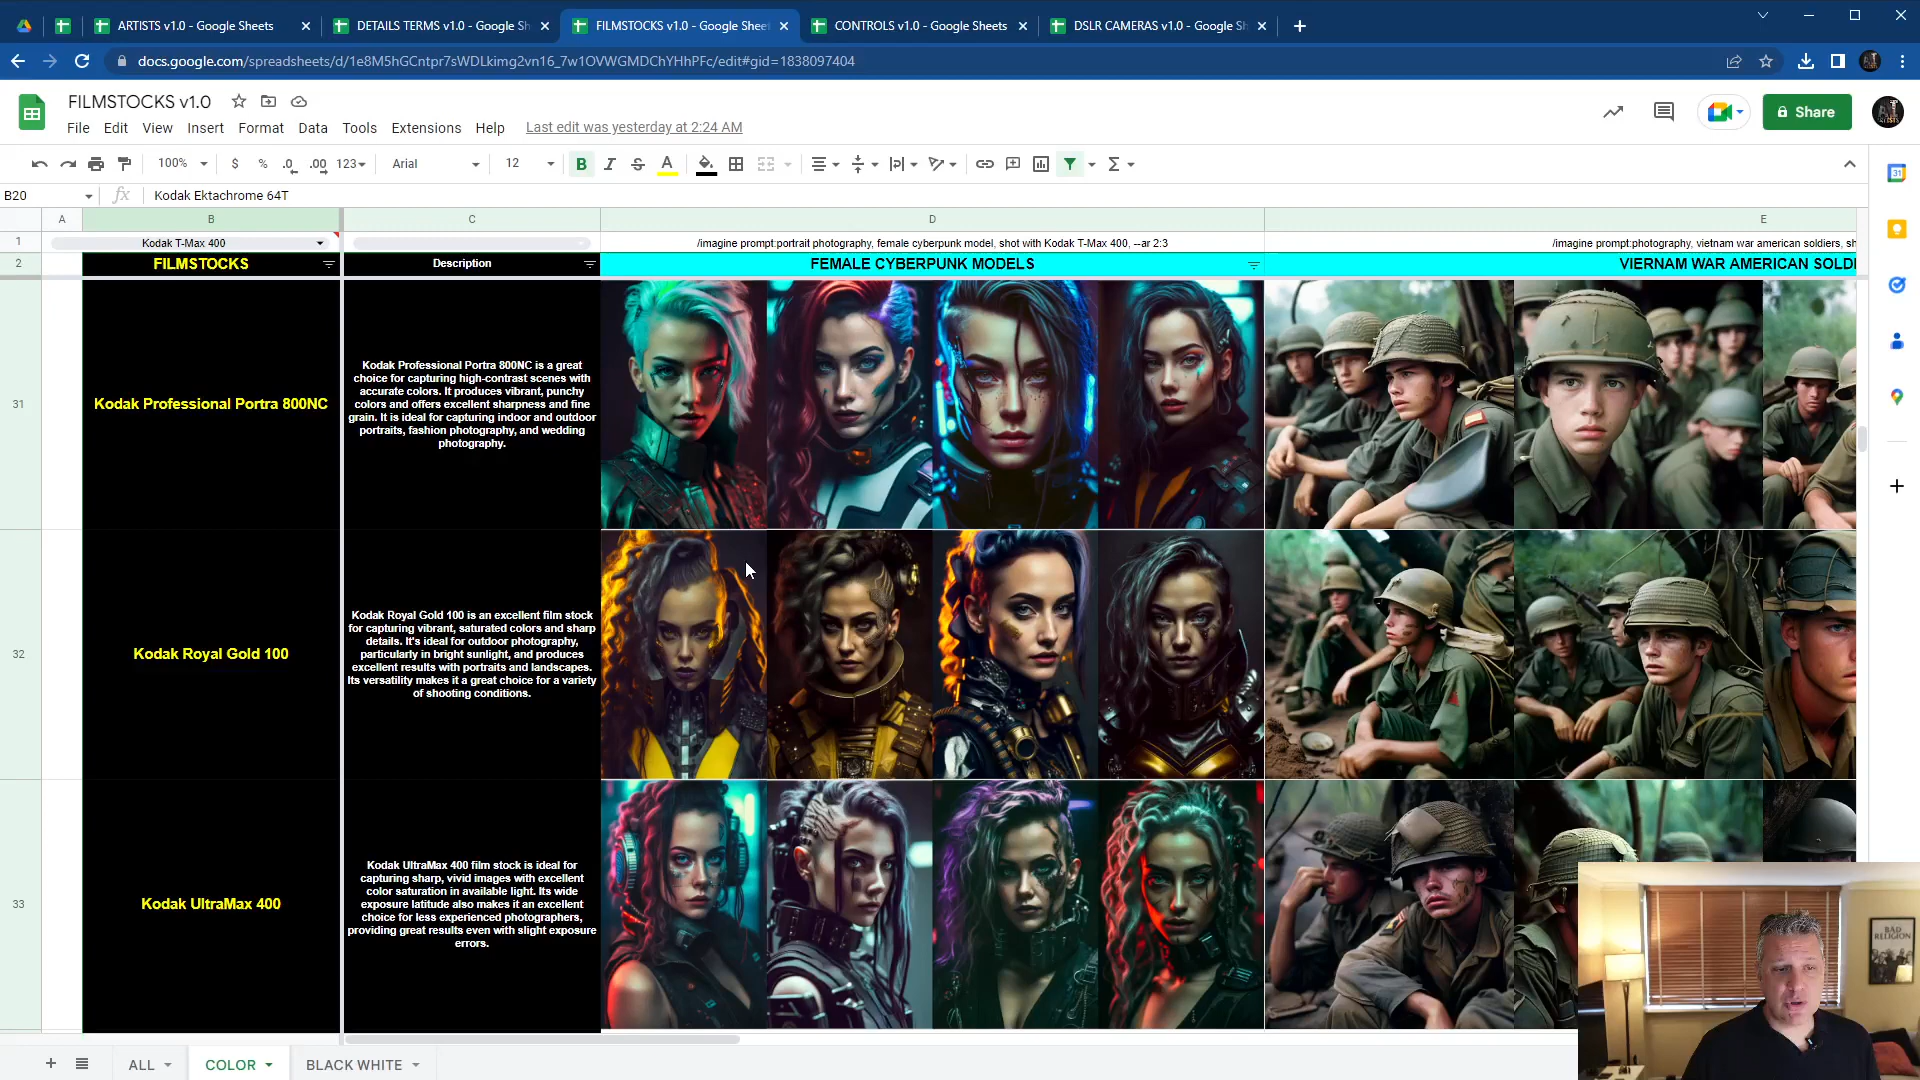 ARTISTS v1.0 - Google Sheets
DETAILS TERMS v1.0 - Google Sh
FILMSTOCKS v1.0 - Google Sheet
CONTROLS v1.0 - Google Sheets
DSLR CAMERAS v1.0 - Google Sh
docs.google.com/spreadsheets/d/1e8M5hGCntpr7sWDLkimg2vn16_7w1OVWGMDChYHhPFc/edit#gid=1838097404
FILMSTOCKS v1.0
File Edit View Insert Format Data Tools Extensions Help Last edit was yesterday at 2:24 AM
Share
100% $ % .0 .00 123 Arial 12 B I S A
31
B20 fx Kodak Ektachrome 64T
A B C D E
1 Kodak T-Max 400 /imagine prompt:portrait photography, female cyberpunk model, shot with Kodak T-Max 400, --ar 2:3 /imagine prompt:photography, vietnam war american soldiers, sh
2 FILMSTOCKS Description FEMALE CYBERPUNK MODELS VIERNAM WAR AMERICAN SOLDI
31 Kodak Professional Portra 800NC
Kodak Professional Portra 800NC is a great
choice for capturing high-contrast scenes with
accurate colors. It produces vibrant, punchy
colors and offers excellent sharpness and fine
grain. It is ideal for capturing indoor and outdoor
portraits, fashion photography, and wedding
photography.
32 Kodak Royal Gold 100
Kodak Royal Gold 100 is an excellent film stock
for capturing vibrant, saturated colors and sharp
details. It's ideal for outdoor photography,
particularly in bright sunlight, and produces
excellent results with portraits and landscapes.
Its versatility makes it a great choice for a variety
of shooting conditions.
33 Kodak UltraMax 400
Kodak UltraMax 400 film stock is ideal for
capturing sharp, vivid images with excellent
color saturation in available light. Its wide
exposure latitude also makes it an excellent
choice for less experienced photographers,
providing great results even with slight exposure
errors.
BAD
RELIGION
ALL COLOR BLACK WHITE